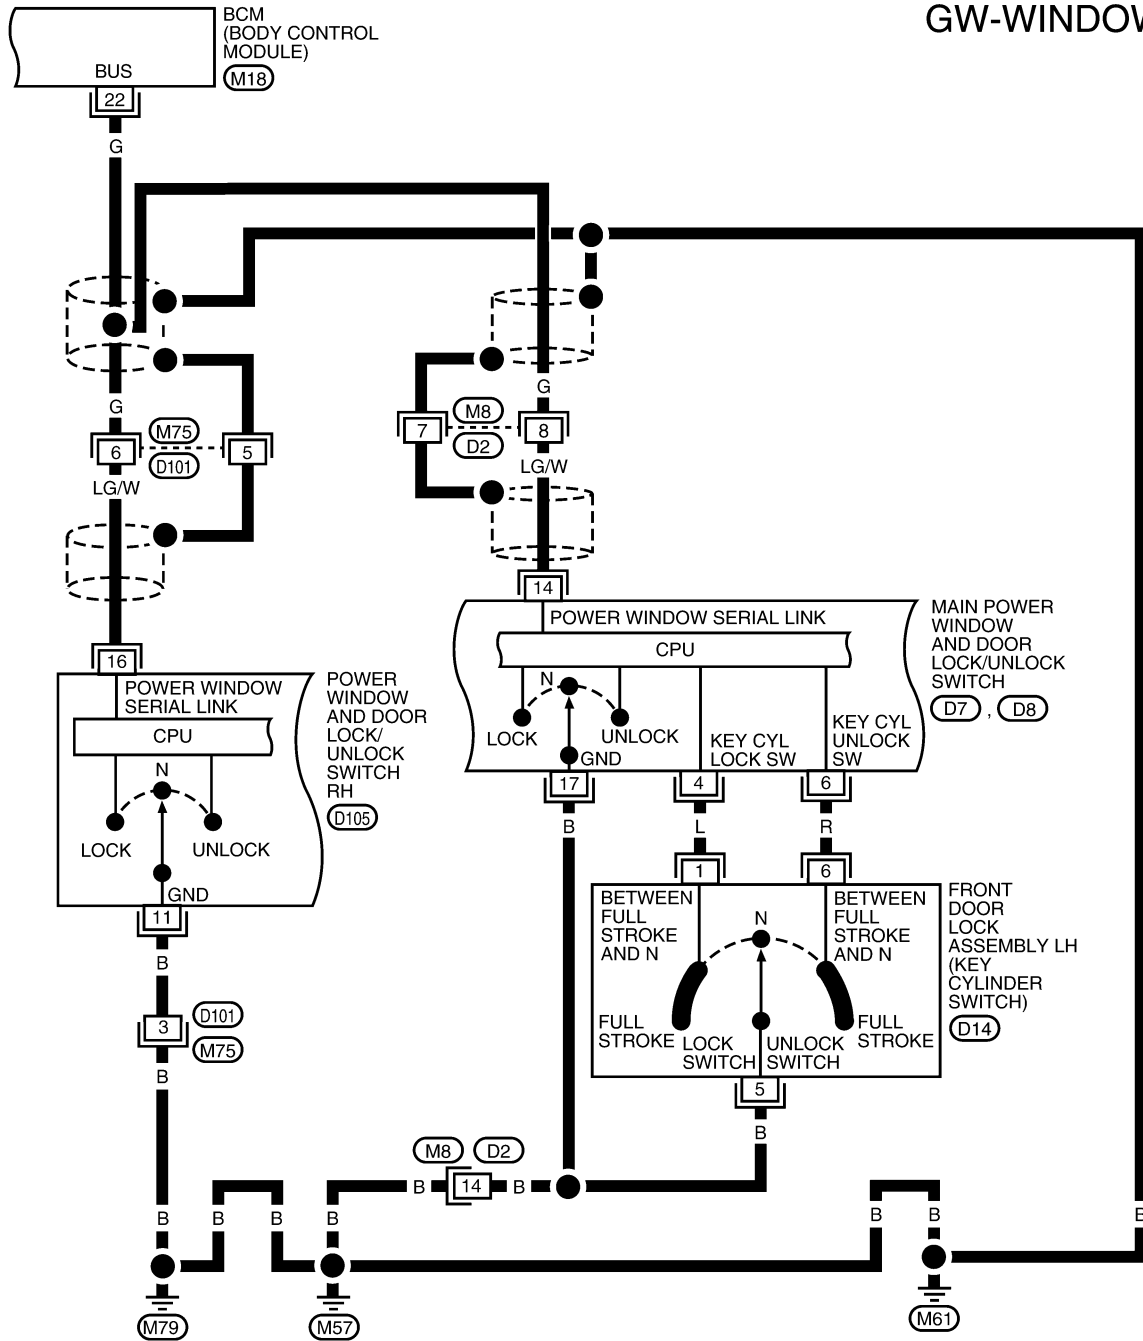 GW-WINDOW
BCM
(BODY CONTROL
MODULE)
M18
BUS
22
G
G
G
M75
D101
6
5
LG/W
M8
D2
7
8
LG/W
16
14
POWER WINDOW
SERIAL LINK
CPU
N
LOCK
UNLOCK
GND
11
POWER
WINDOW
AND DOOR
LOCK/
UNLOCK
SWITCH
RH
D105
POWER WINDOW SERIAL LINK
CPU
N
LOCK
UNLOCK
GND
KEY CYL
LOCK SW
KEY CYL
UNLOCK
SW
MAIN POWER
WINDOW
AND DOOR
LOCK/UNLOCK
SWITCH
D7 , D8
17
4
6
B
L
R
1
6
BETWEEN
FULL
STROKE
AND N
N
BETWEEN
FULL
STROKE
AND N
FULL
STROKE
LOCK
SWITCH
UNLOCK
SWITCH
FULL
STROKE
FRONT
DOOR
LOCK
ASSEMBLY LH
(KEY
CYLINDER
SWITCH)
D14
5
B
B
3
D101
M75
B
M8
D2
B
14
B
B
B
B
B
B
B
B
M79
M57
M61